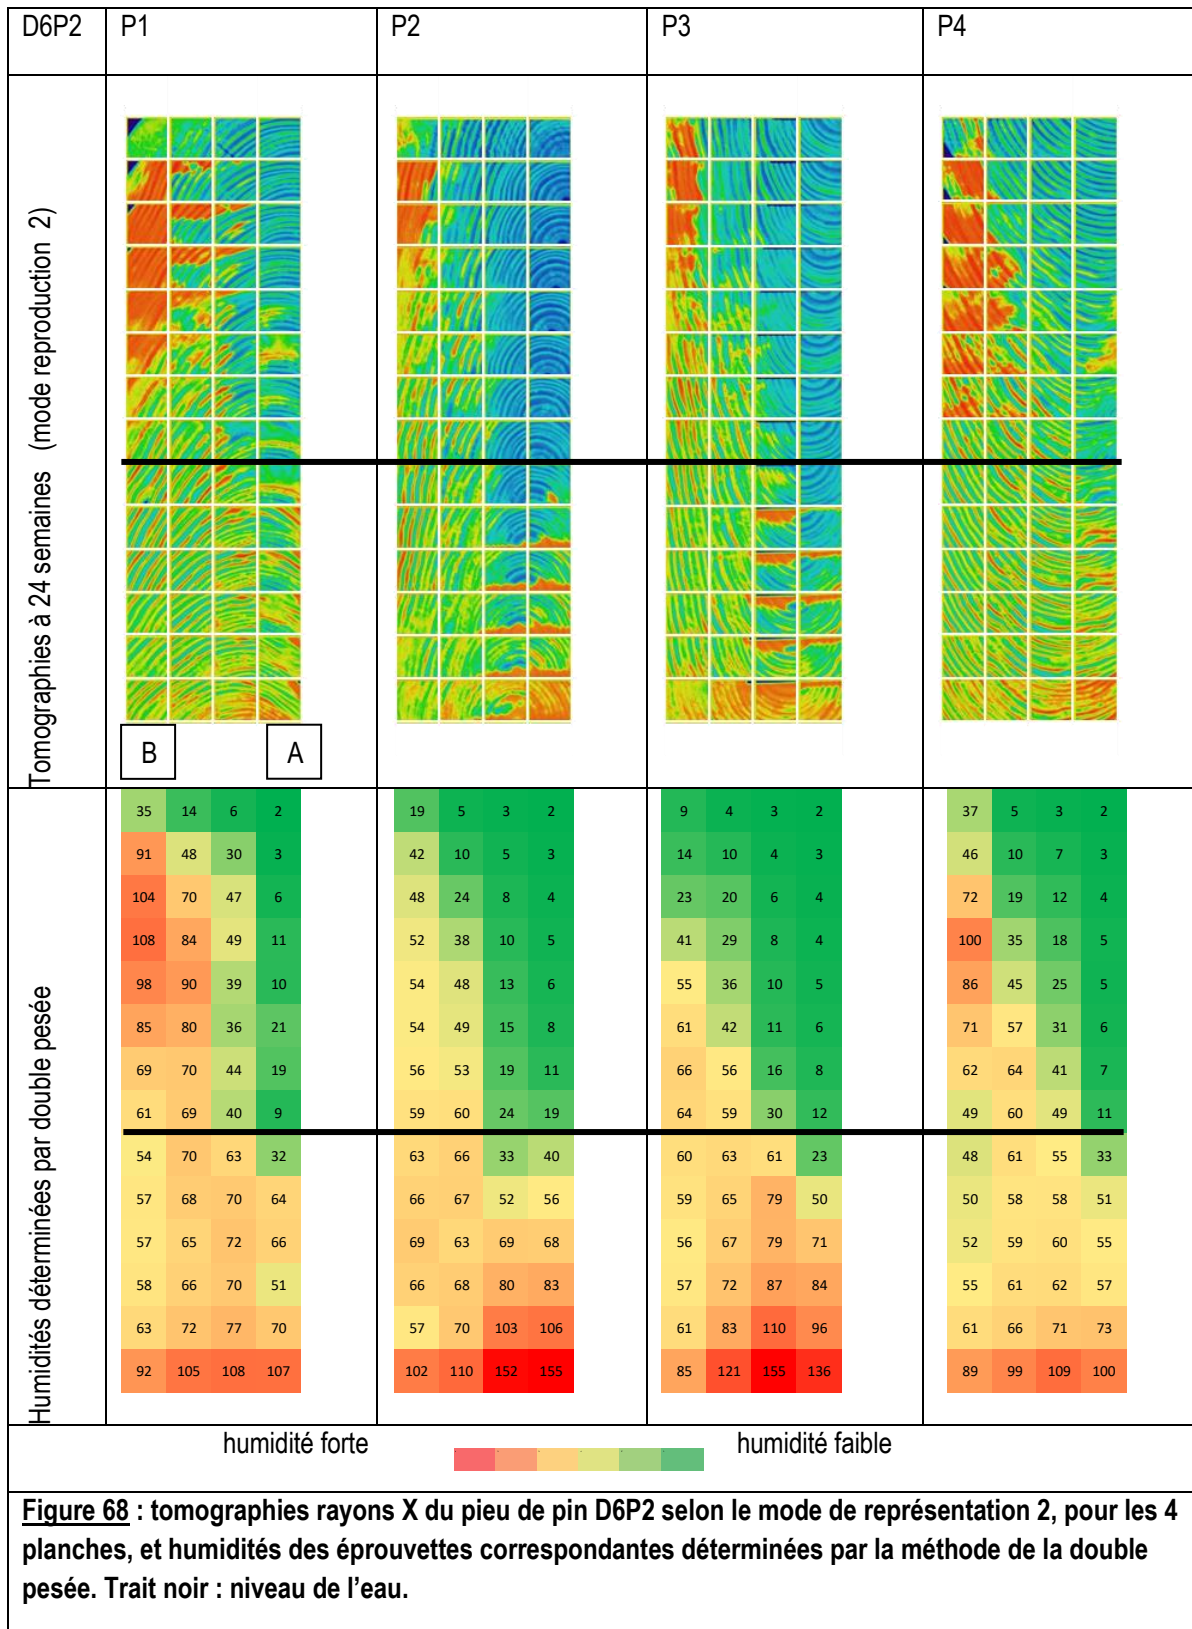 D6P2 P1 P2 P3 P4
Tomographies à 24 semaines (mode reproduction 2)
B A
Humidités déterminées par double pesée
35 14 6 2 19 5 3 2 9 4 3 2 37 5 3 2
91 48 30 3 42 10 5 3 14 10 4 3 46 10 7 3
104 70 47 6 48 24 8 4 23 20 6 4 72 19 12 4
108 84 49 11 52 38 10 5 41 29 8 4 100 35 18 5
98 90 39 10 54 48 13 6 55 36 10 5 86 45 25 5
85 80 36 21 54 49 15 8 61 42 11 6 71 57 31 6
69 70 44 19 56 53 19 11 66 56 16 8 62 64 41 7
61 69 40 9 59 60 24 19 64 59 30 12 49 60 49 11
54 70 63 32 63 66 33 40 60 63 61 23 48 61 55 33
57 68 70 64 66 67 52 56 59 65 79 50 50 58 58 51
57 65 72 66 69 63 69 68 56 67 79 71 52 59 60 55
58 66 70 51 66 68 80 83 57 72 87 84 55 61 62 57
63 72 77 70 57 70 103 106 61 83 110 96 61 66 71 73
92 105 108 107 102 110 152 155 85 121 155 136 89 99 109 100
humidité forte humidité faible
Figure 68 : tomographies rayons X du pieu de pin D6P2 selon le mode de représentation 2, pour les 4
planches, et humidités des éprouvettes correspondantes déterminées par la méthode de la double
pesée. Trait noir : niveau de l'eau.